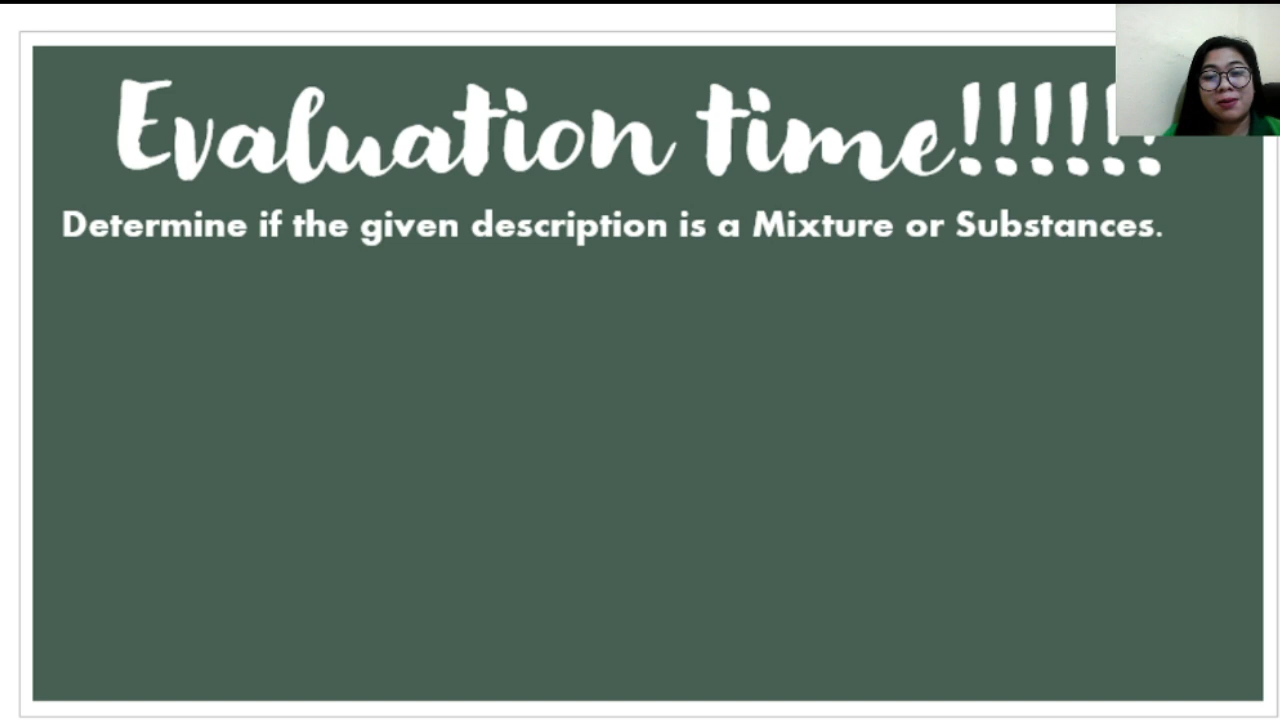 Evaluation time!!!!!!
Determine if the given description is a Mixture or Substances.